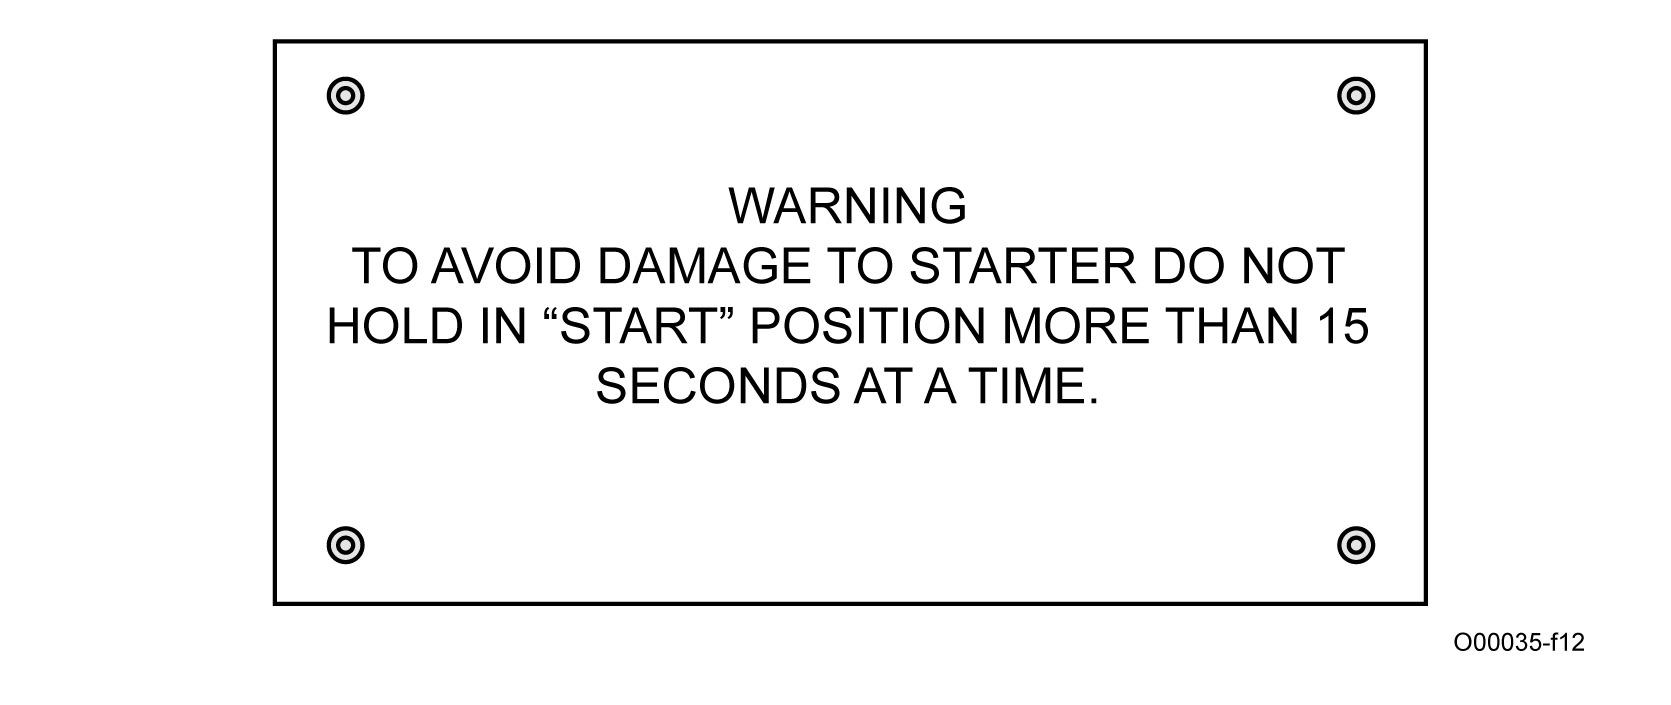 WARNING
TO AVOID DAMAGE TO STARTER DO NOT
HOLD IN “START” POSITION MORE THAN 15
SECONDS AT A TIME.
O00035-f12